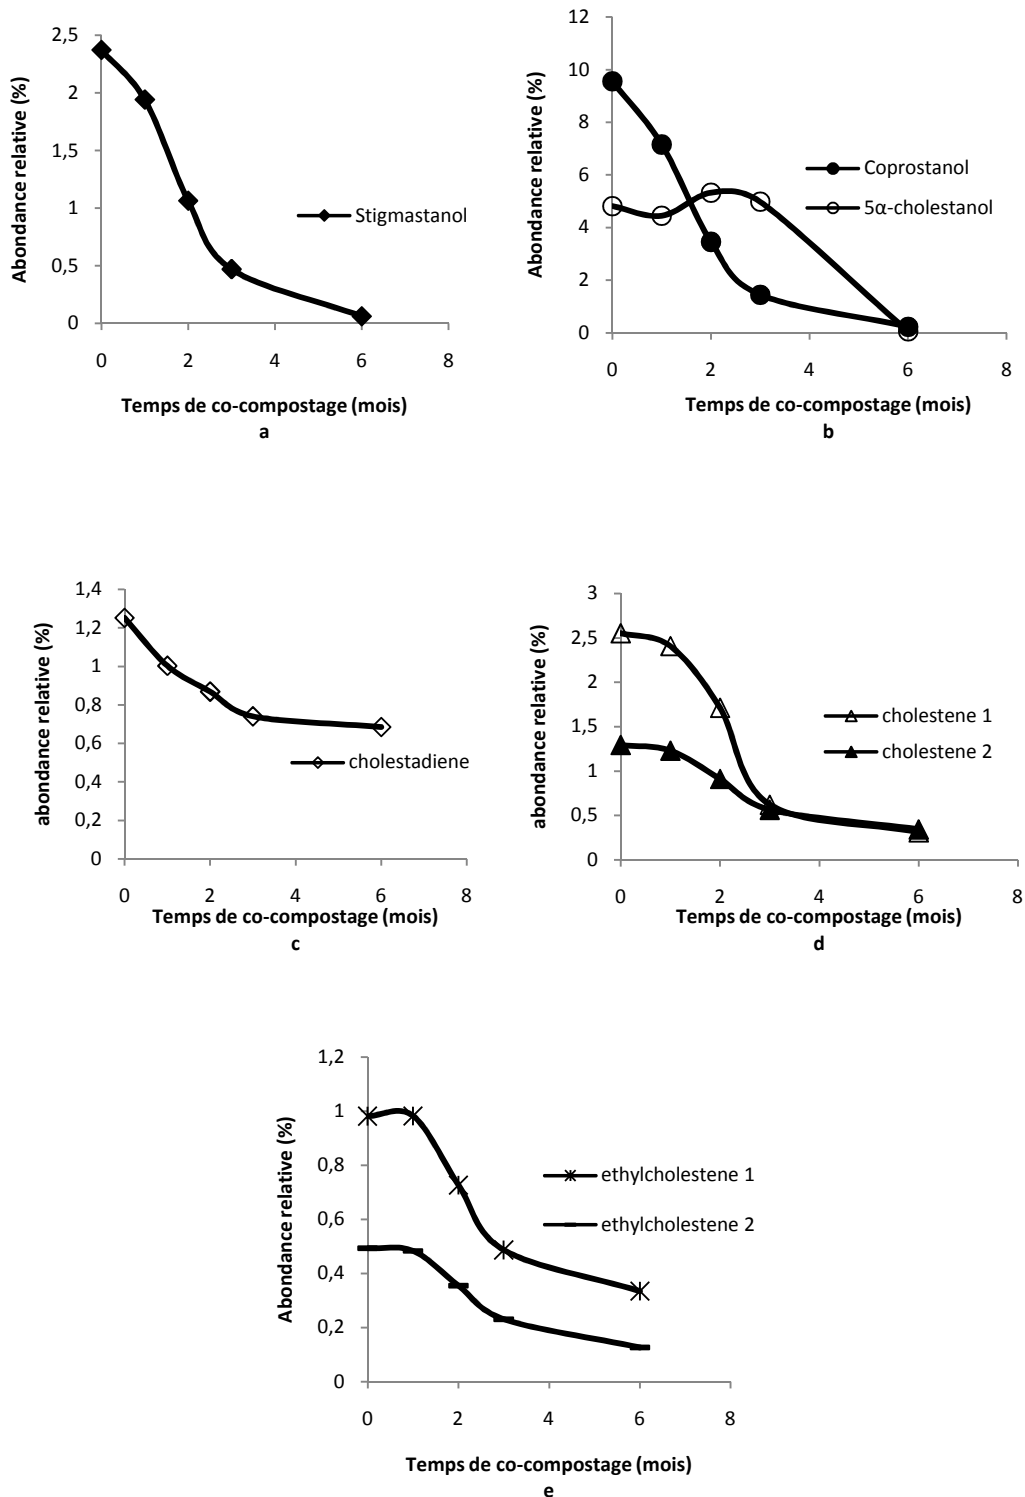 Abondance relative (%)
2,5
2
1,5
1
0,5
0
0 2 4 6 8
Stigmastanol
Temps de co-compostage (mois)
a
Abondance relative (%)
12
10
8
6
4
2
0
0 2 4 6 8
Coprostanol
5α-cholestanol
Temps de co-compostage (mois)
b
abondance relative (%)
1,4
1,2
1
0,8
0,6
0,4
0,2
0
0 2 4 6 8
cholestadiene
Temps de co-compostage (mois)
c
abondance relative (%)
3
2,5
2
1,5
1
0,5
0
0 2 4 6 8
cholestene 1
cholestene 2
Temps de co-compostage (mois)
d
Abondance relative (%)
1,2
1
0,8
0,6
0,4
0,2
0
0 2 4 6 8
ethylcholestene 1
ethylcholestene 2
Temps de co-compostage (mois)
e